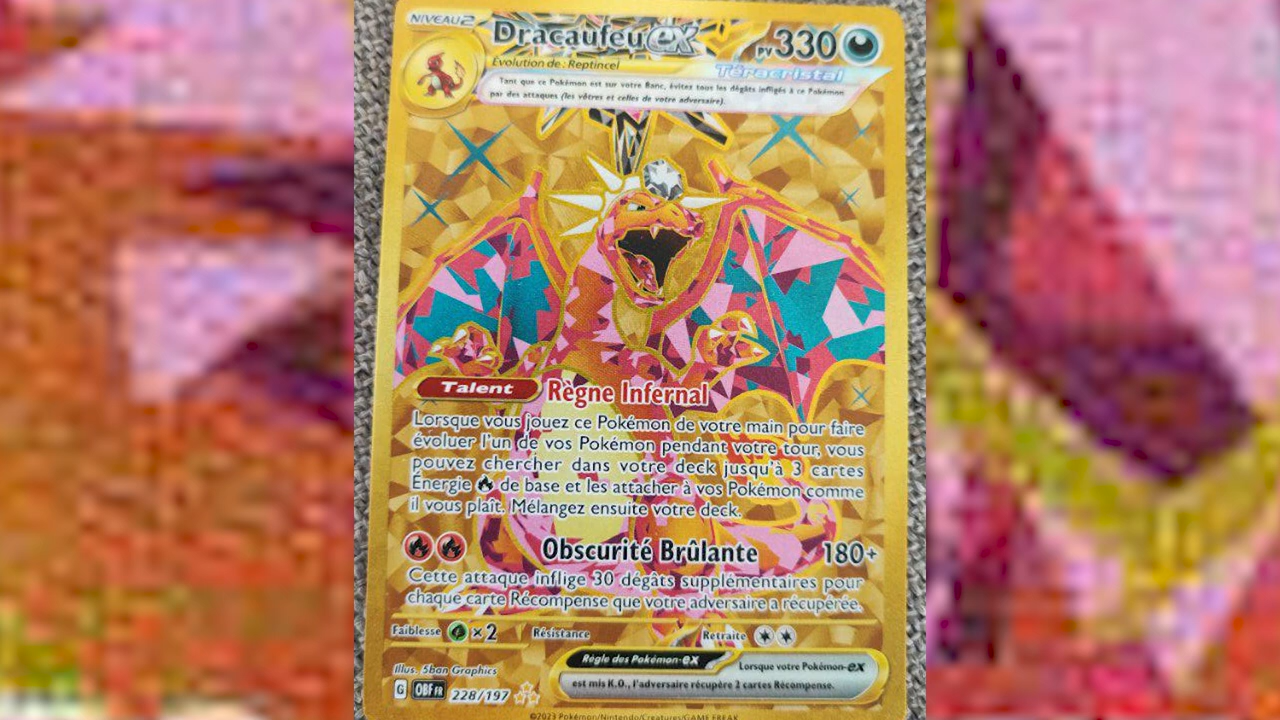 NIVEAU 2
Dracaufeu ex
PV 330
Évolution de : Reptincel
Téracristal
Tant que ce Pokémon est sur votre Banc, évitez tous les dégâts infligés à ce Pokémon
par des attaques (les vôtres et celles de votre adversaire).
Talent Règne Infernal
Lorsque vous jouez ce Pokémon de votre main pour faire
évoluer l'un de vos Pokémon pendant votre tour, vous
pouvez chercher dans votre deck jusqu'à 3 cartes
Énergie de base et les attacher à vos Pokémon comme
il vous plaît. Mélangez ensuite votre deck.
Obscurité Brûlante 180+
Cette attaque inflige 30 dégâts supplémentaires pour
chaque carte Récompense que votre adversaire a récupérée.
Faiblesse ×2 Résistance Retraite
Illus. 5ban Graphics
G OBF FR 228/197
Règle des Pokémon-ex Lorsque votre Pokémon-ex
est mis K.O., l'adversaire récupère 2 cartes Récompense.
©2023 Pokémon/Nintendo/Creatures/GAME FREAK